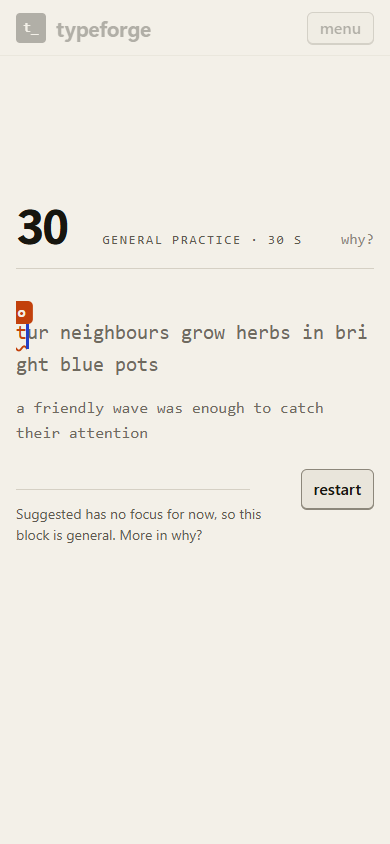 t_ typeforge
menu
30
GENERAL PRACTICE · 30 S
why?
o
tur neighbours grow herbs in bri
ght blue pots
a friendly wave was enough to catch
their attention
restart
Suggested has no focus for now, so this
block is general. More in why?